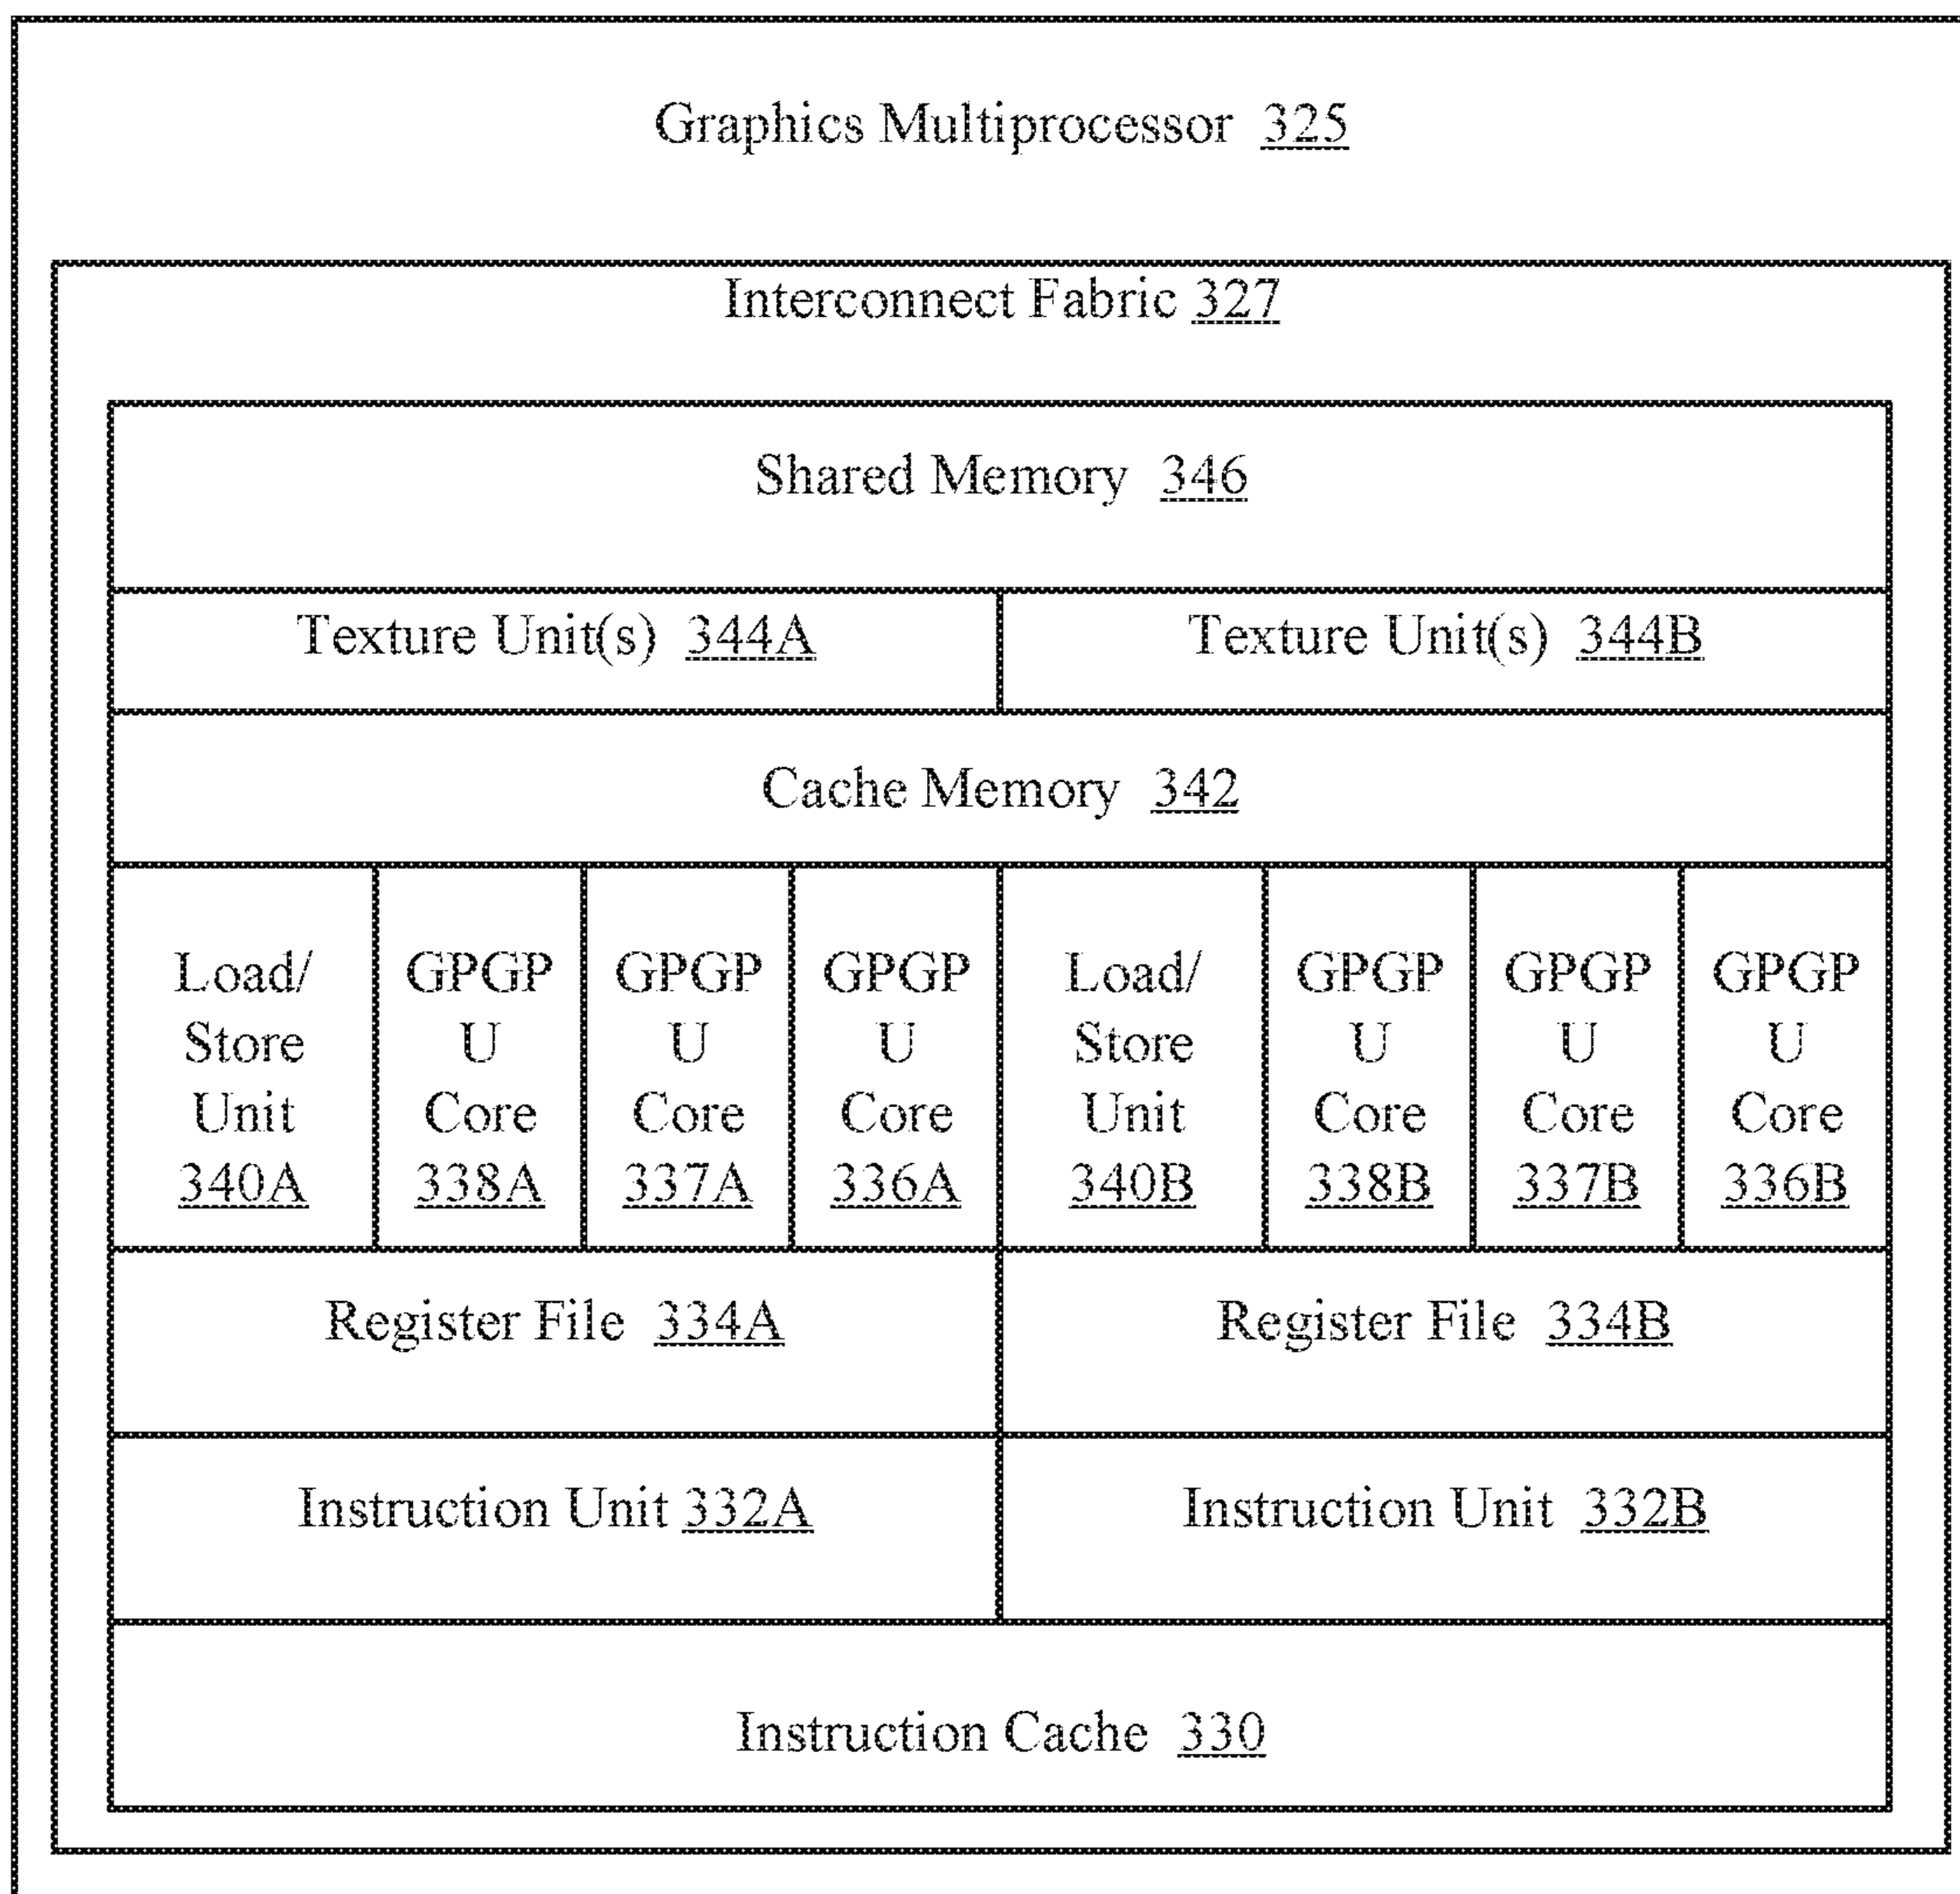 Graphics Multiprocessor 325
Interconnect Fabric 327
Shared Memory 346
Texture Unit(s) 344A
Texture Unit(s) 344B
Cache Memory 342
Load/
Store
Unit
340A
GPGP
U
Core
338A
GPGP
U
Core
337A
GPGP
U
Core
336A
Load/
Store
Unit
340B
GPGP
U
Core
338B
GPGP
U
Core
337B
GPGP
U
Core
336B
Register File 334A
Register File 334B
Instruction Unit 332A
Instruction Unit 332B
Instruction Cache 330